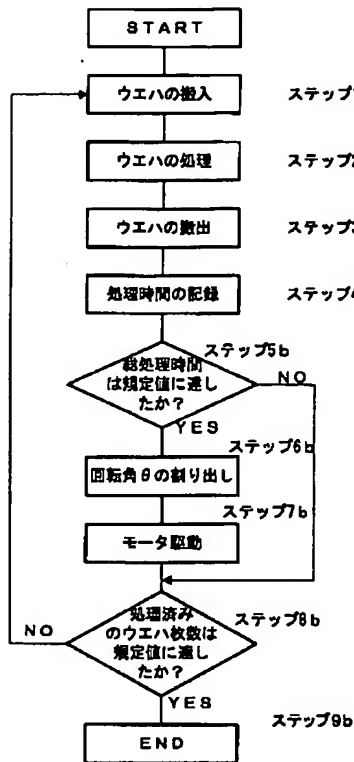 START
ウエハの搬入
ステップ1
ウエハの処理
ステップ2
ウエハの搬出
ステップ3
処理時間の記録
ステップ4
ステップ5b
総処理時間
は規定値に達し
たか？
NO
YES
ステップ6b
回転角θの割り出し
ステップ7b
モータ駆動
ステップ8b
処理済み
のウエハ枚数は
規定値に達し
たか？
NO
YES
ステップ9b
END